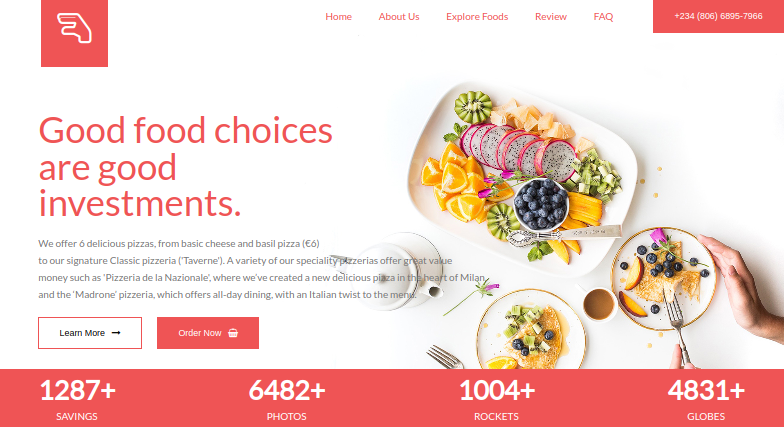 Home About Us Explore Foods Review FAQ +234 (806) 6895-7966
Good food choices
are good
investments.
We offer 6 delicious pizzas, from basic cheese and basil pizza (€6)
to our signature Classic pizzeria ('Taverne'). A variety of our speciality pizzerias offer great value
money such as 'Pizzeria de la Nazionale', where we've created a new delicious pizza in the heart of Milan
and the 'Madrone' pizzeria, which offers all-day dining, with an Italian twist to the menu.
Learn More Order Now
1287+ 6482+ 1004+ 4831+
SAVINGS PHOTOS ROCKETS GLOBES